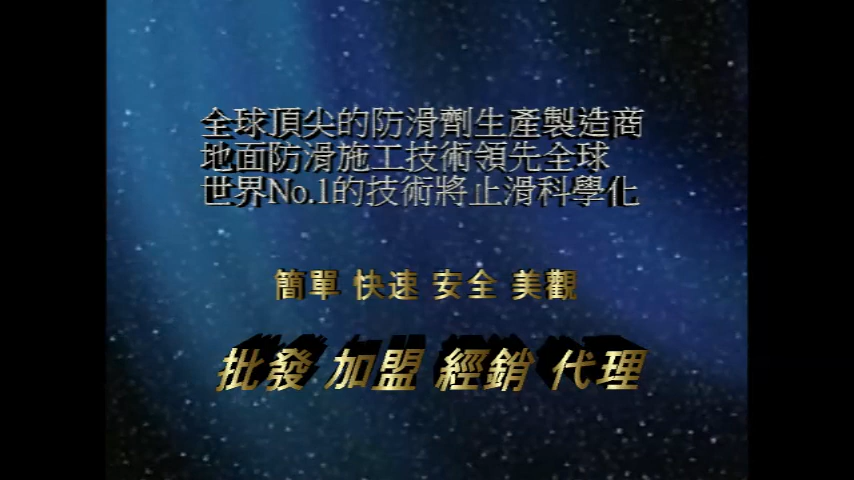 全球頂尖的防滑劑生產製造商
地面防滑施工技術領先全球
世界No.1的技術將止滑科學化
簡單 快速 安全 美觀
批發 加盟 經銷 代理